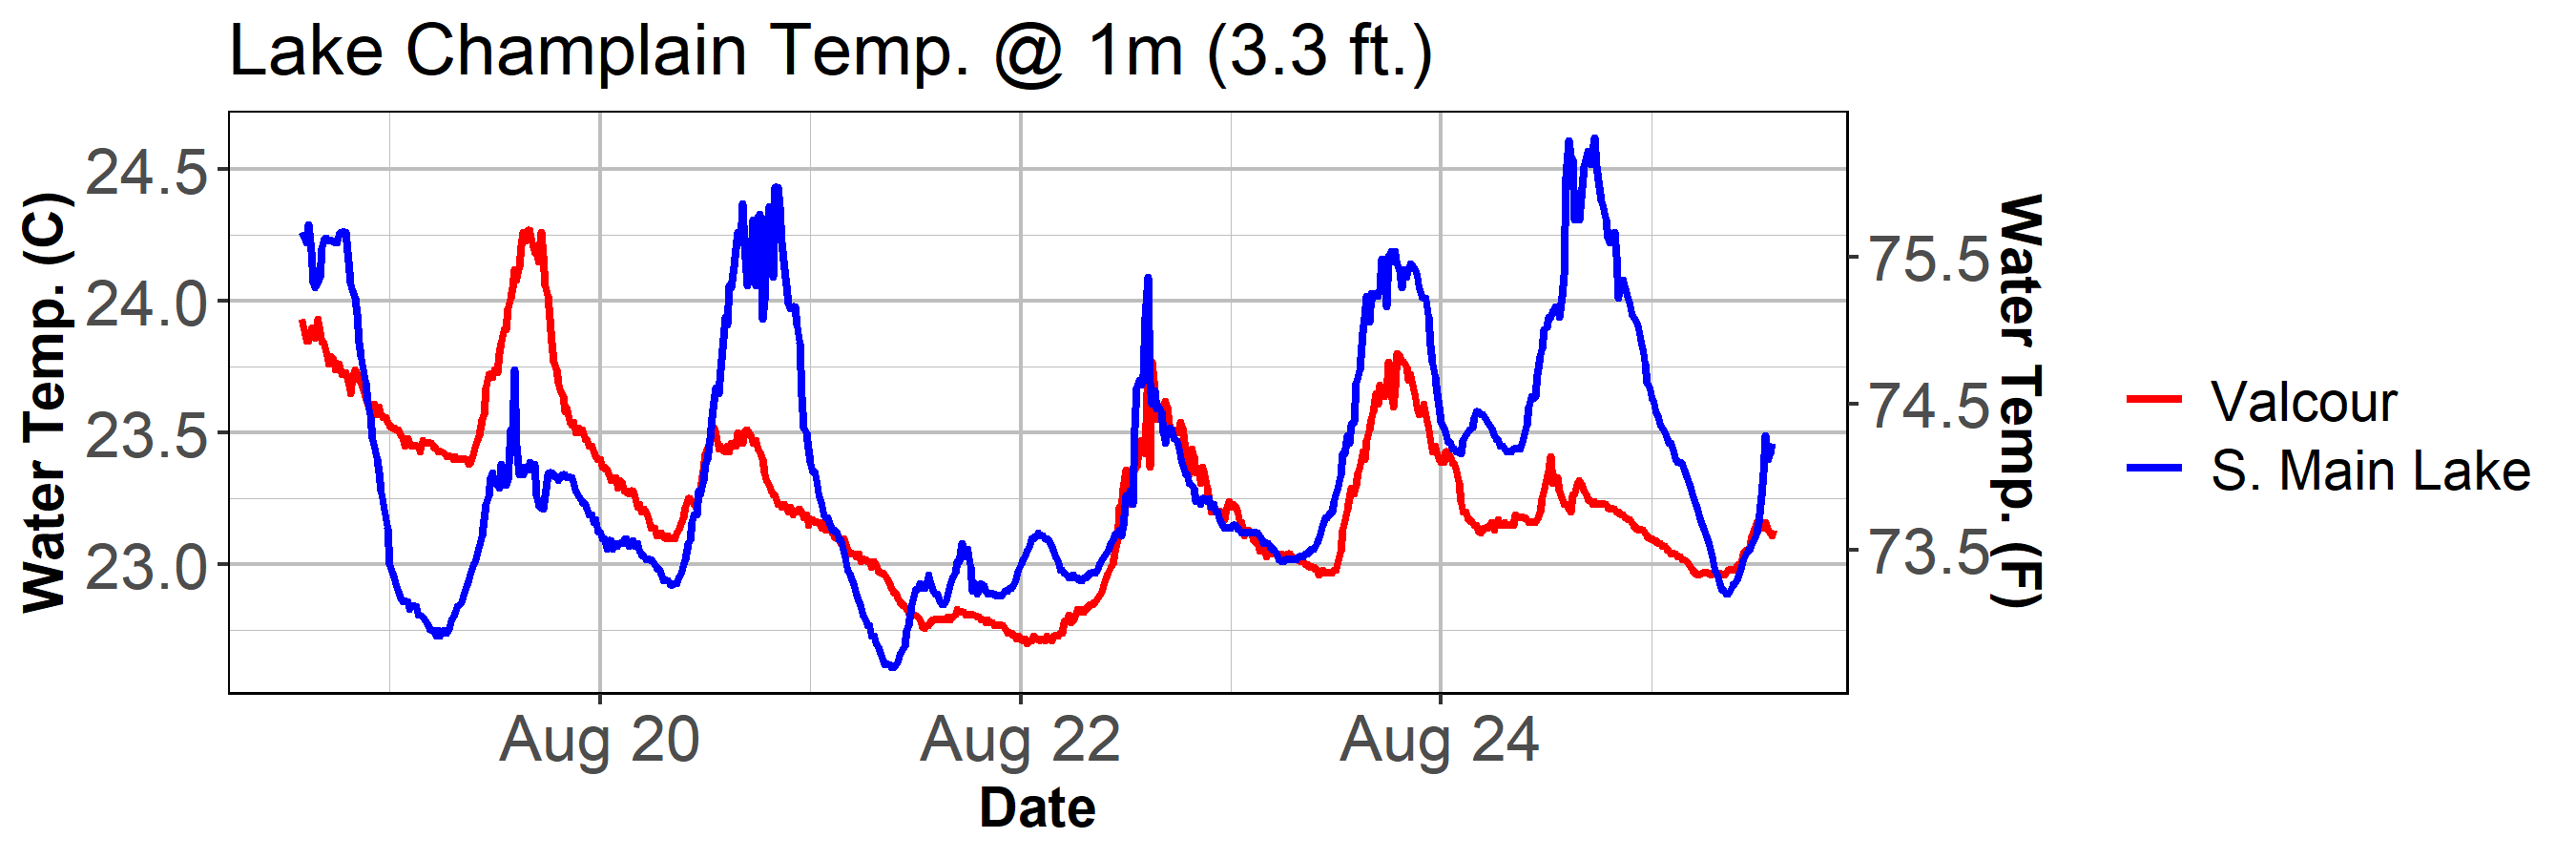 Lake Champlain Temp. @ 1m (3.3 ft.)
Water Temp. (C)
24.5
24.0
23.5
23.0
75.5
74.5
73.5
Water Temp. (F)
Valcour
S. Main Lake
Aug 20
Aug 22
Aug 24
Date